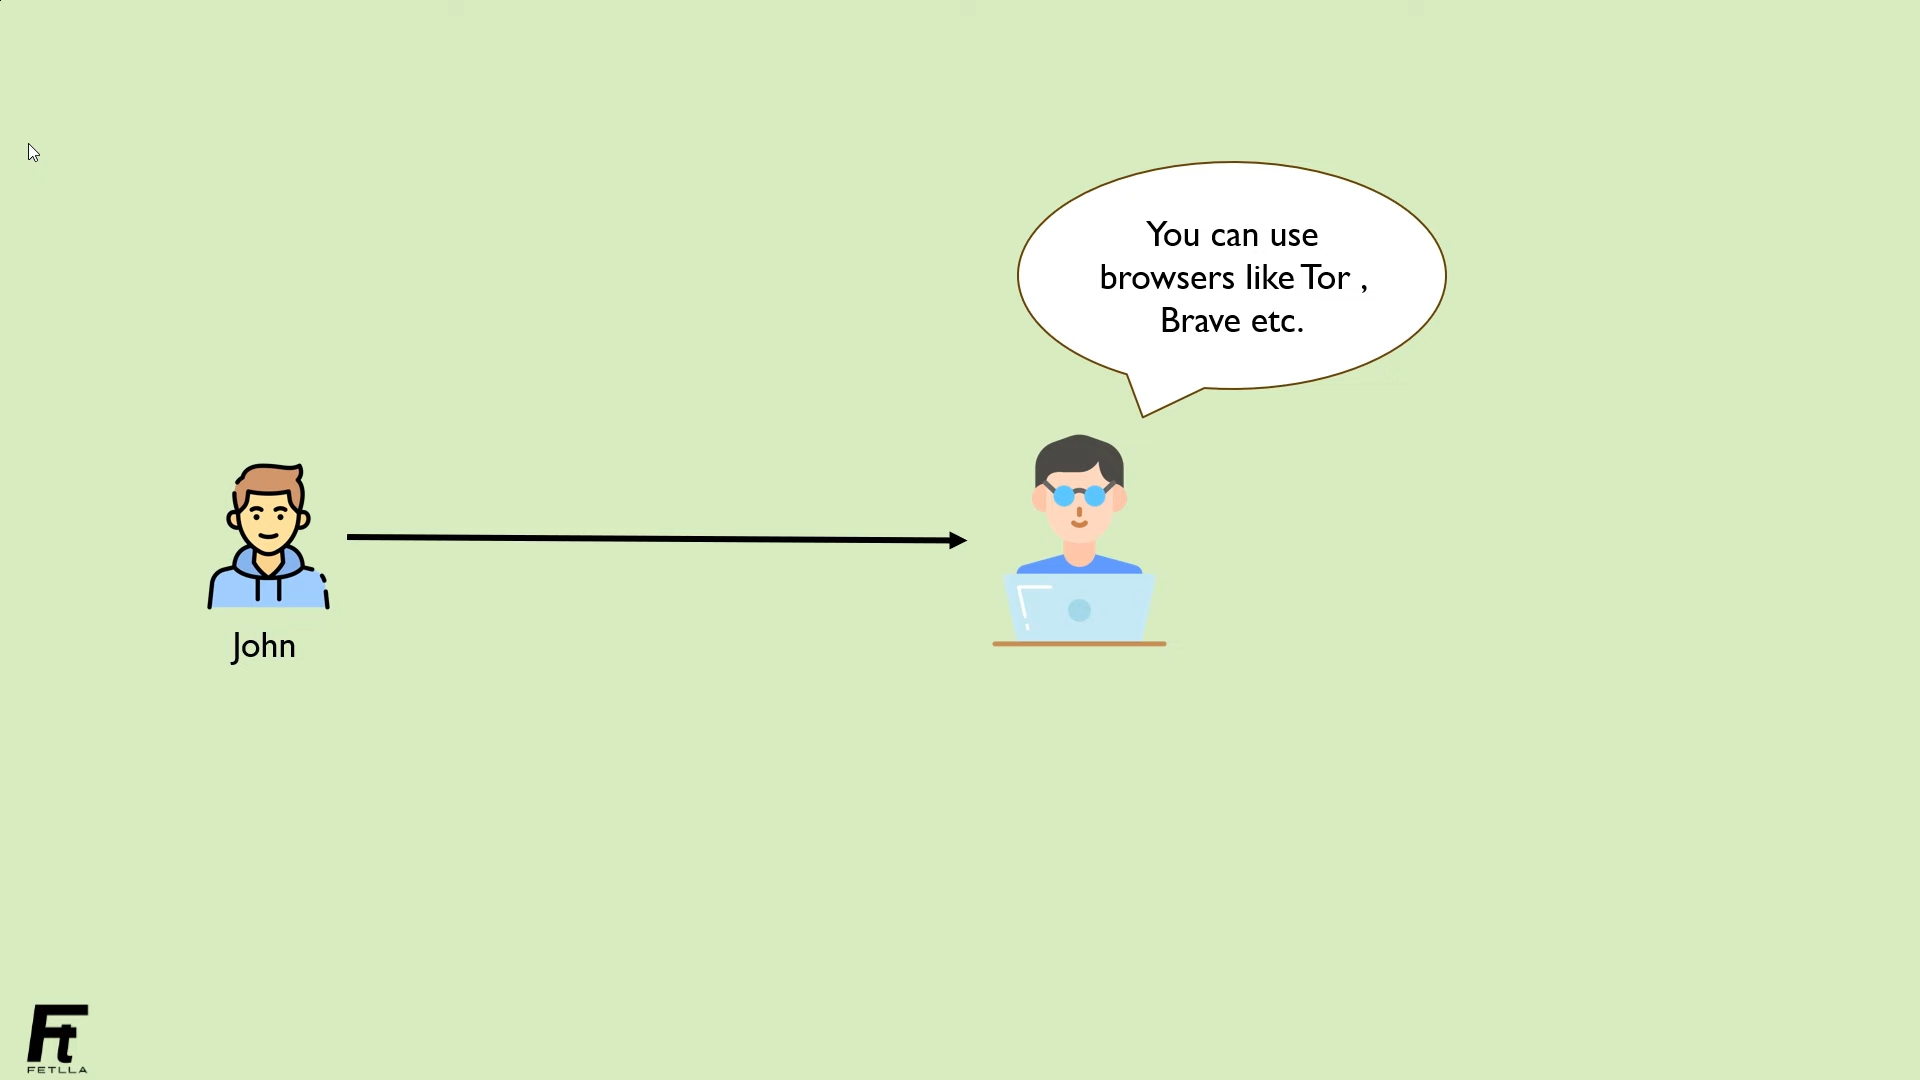 You can use
browsers like Tor ,
Brave etc.
John
Ft
FETLLA